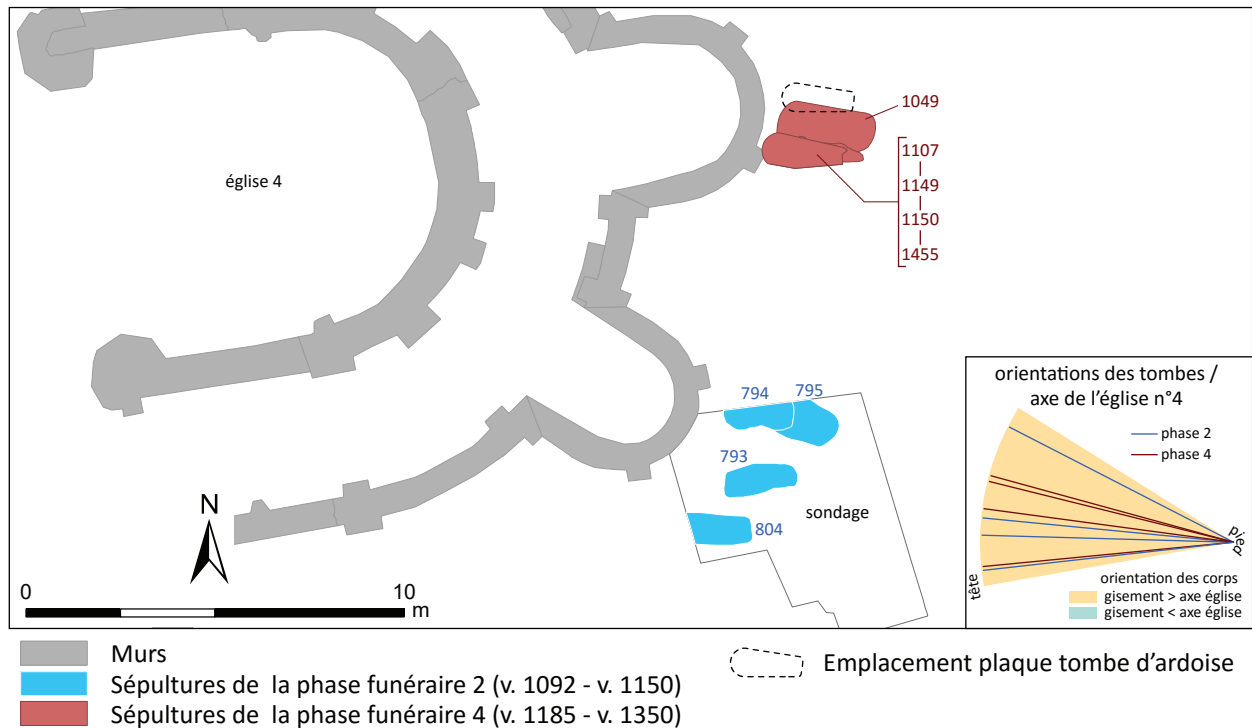 1049
1107
1149
1150
1455
église 4
794
795
793
804
sondage
N
0
10
m
orientations des tombes /
axe de l'église n°4
phase 2
phase 4
pied
tête
orientation des corps
gisement > axe église
gisement < axe église
Murs
Sépultures de la phase funéraire 2 (v. 1092 - v. 1150)
Sépultures de la phase funéraire 4 (v. 1185 - v. 1350)
Emplacement plaque tombe d'ardoise